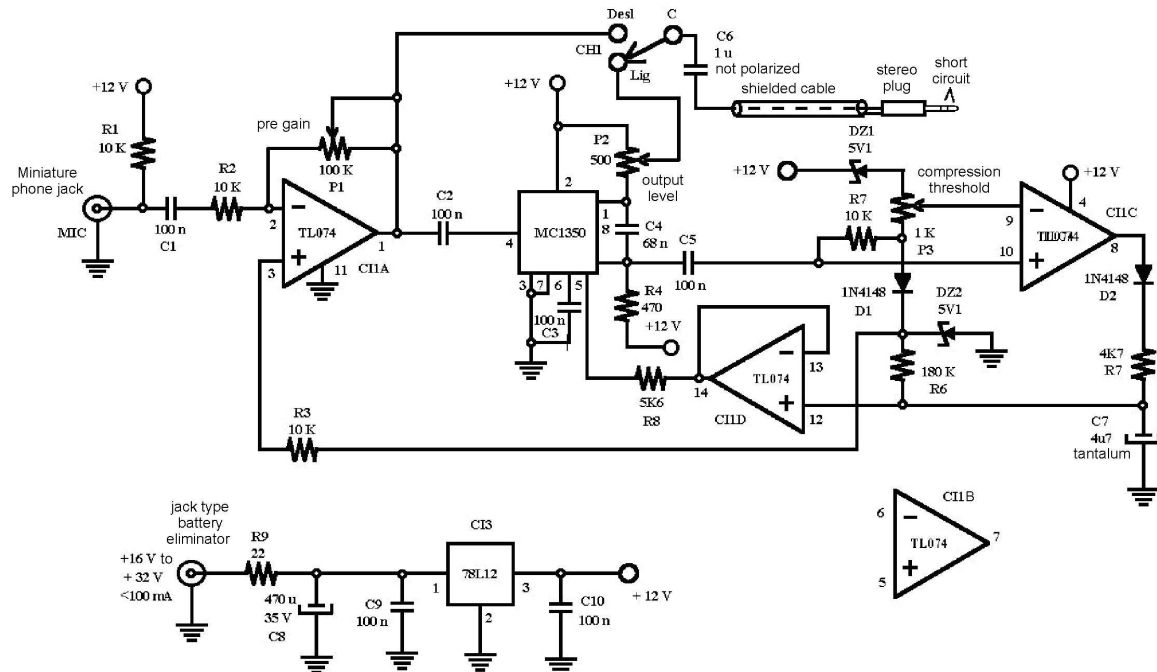 Desl
C
CH1
Lig
C6
1 u
not polarized
shielded cable
stereo
plug
short
circuit
+12 V
R1
10 K
pre gain
100 K
P1
R2
10 K
Miniature
phone jack
MIC
100 n
C1
2
3
TL074
11
1
CI1A
C2
100 n
4
+12 V
2
MC1350
1
8
3
7
6
5
100 n
C3
P2
500
output
level
C4
68 n
C5
100 n
R4
470
+12 V
DZ1
5V1
+12 V
R7
10 K
compression
threshold
1 K
P3
+12 V
4
9
10
8
CI1C
1N4148
D1
DZ2
5V1
1N4148
D2
180 K
R6
4K7
R7
C7
4u7
tantalum
13
TL074
14
12
CI1D
5K6
R8
R3
10 K
jack type
battery
eliminator
+16 V to
+ 32 V
<100 mA
R9
22
470 u
35 V
C8
C9
100 n
CI3
78L12
1
2
3
C10
100 n
+ 12 V
CI1B
6
5
TL074
7